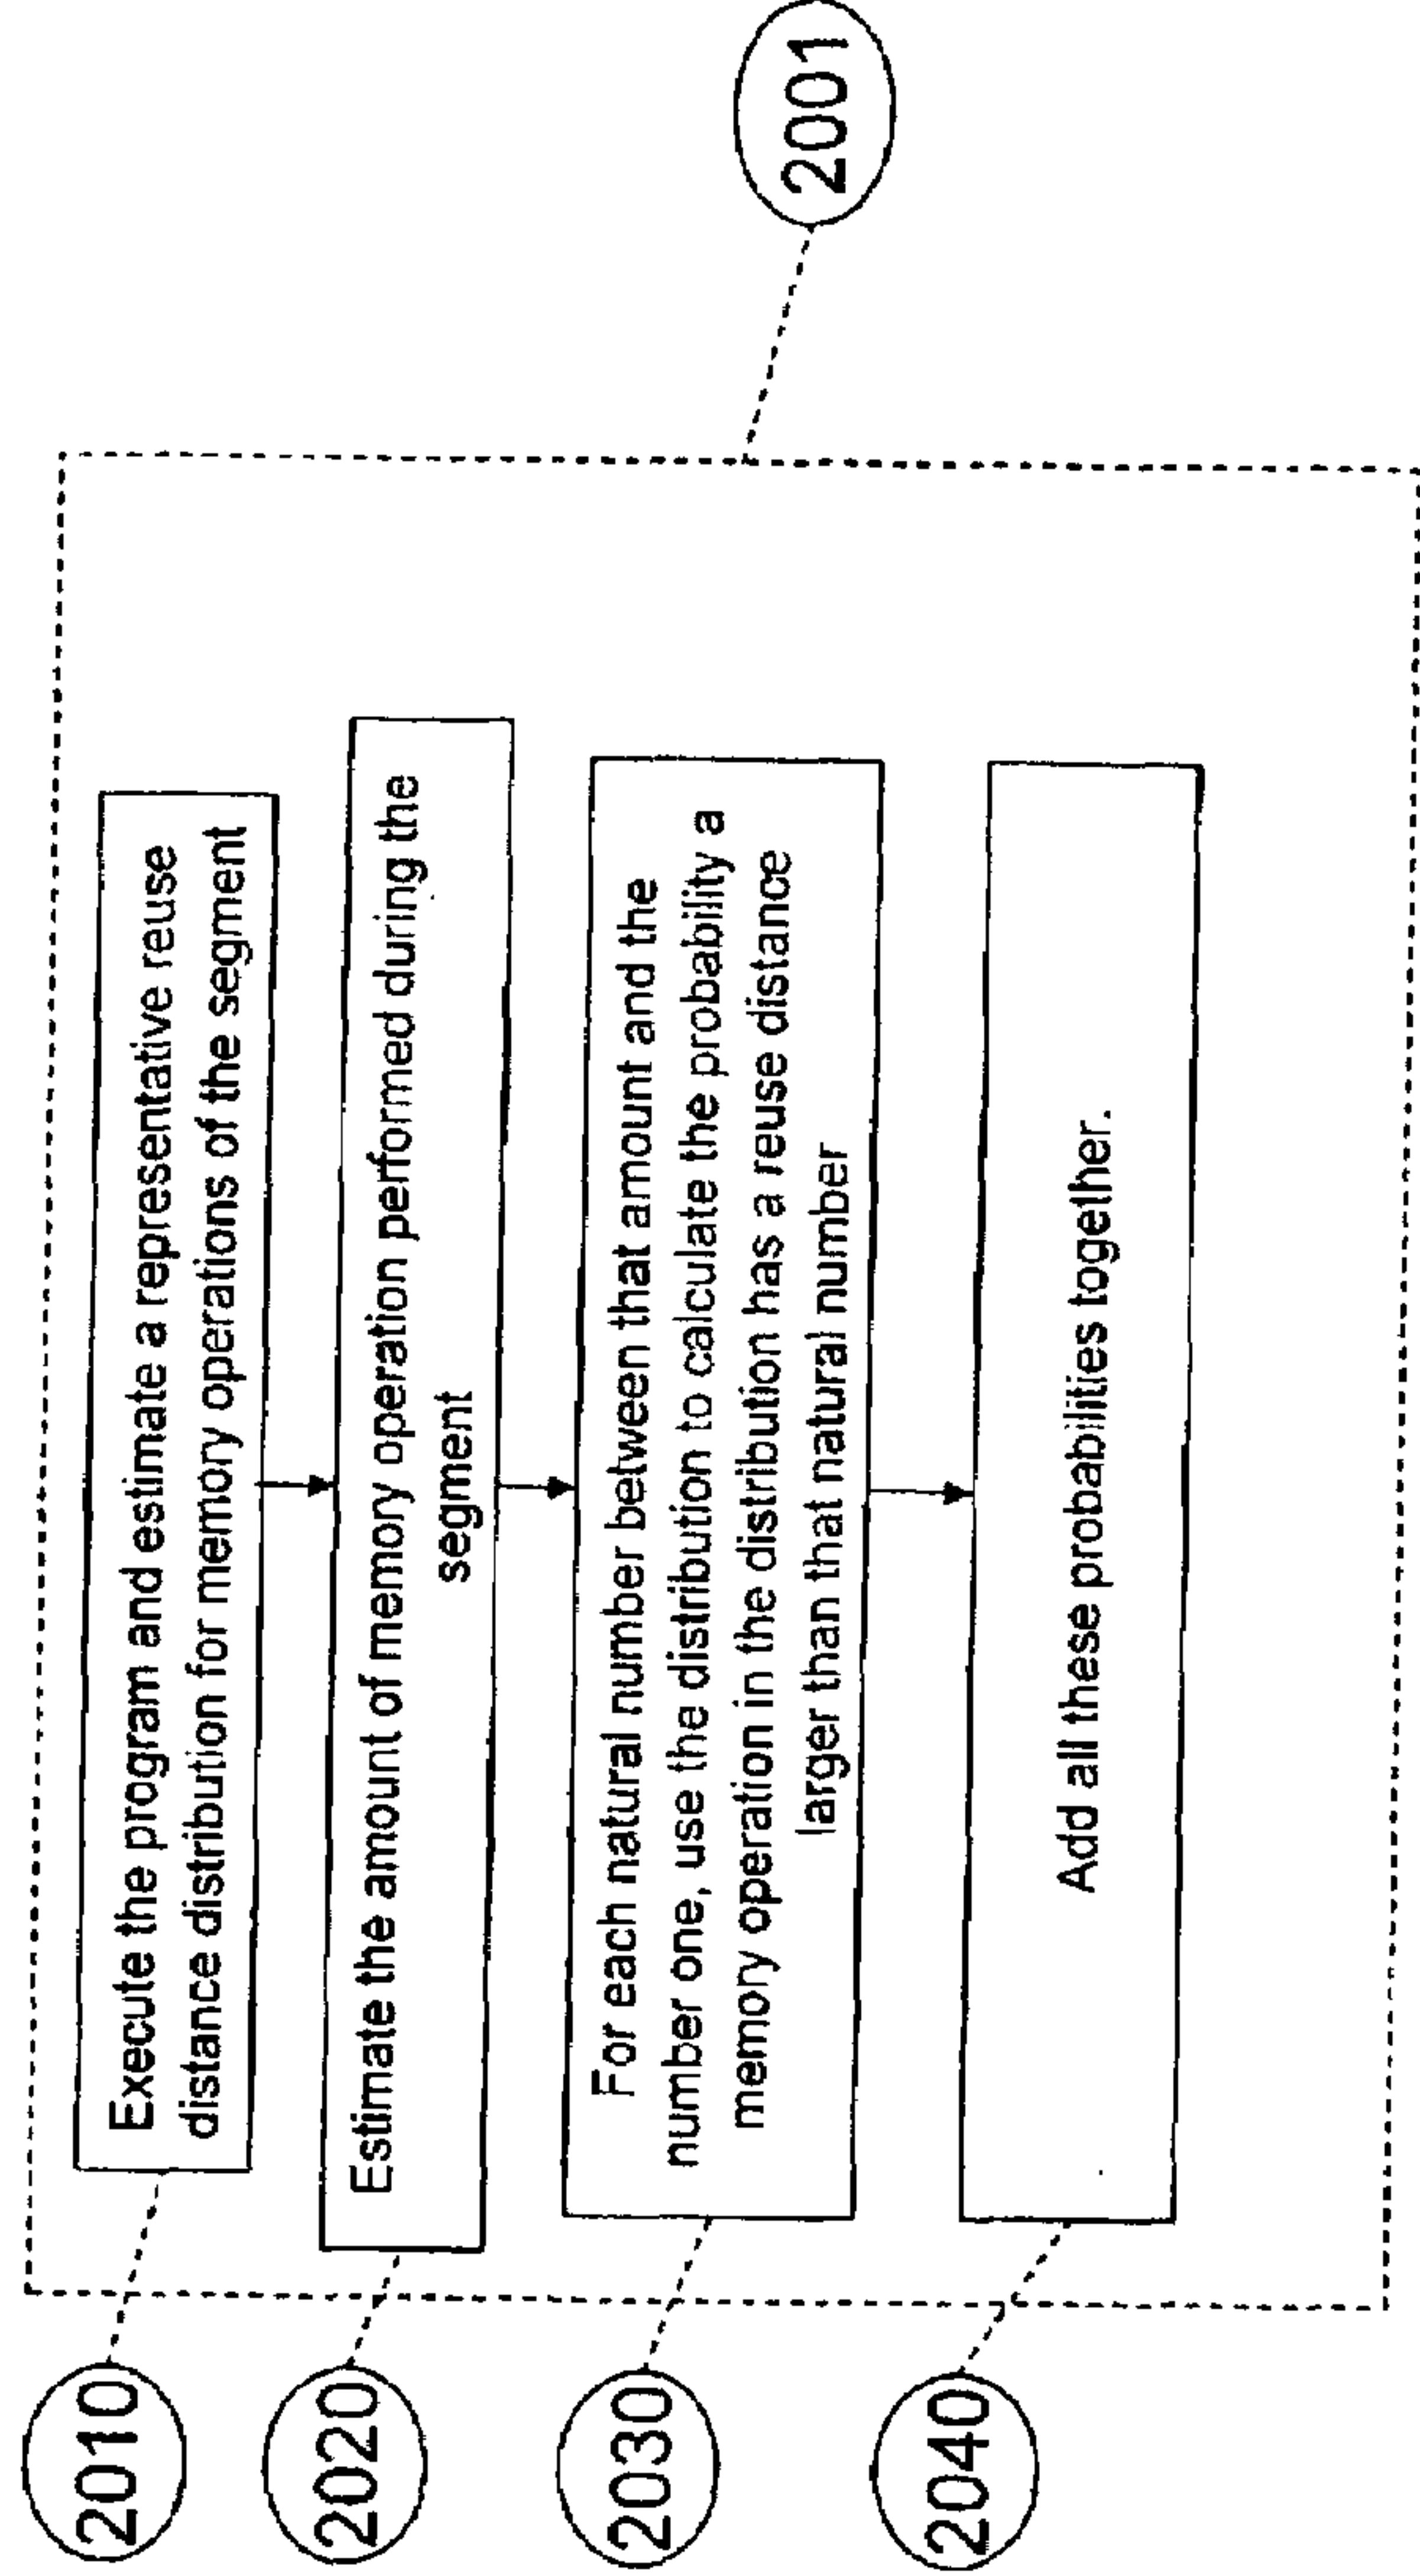 2001
2010
Execute the program and estimate a representative reuse
distance distribution for memory operations of the segment
2020
Estimate the amount of memory operation performed during the
segment
2030
For each natural number between that amount and the
number one, use the distribution to calculate the probability a
memory operation in the distribution has a reuse distance
larger than that natural number
2040
Add all these probabilities together.